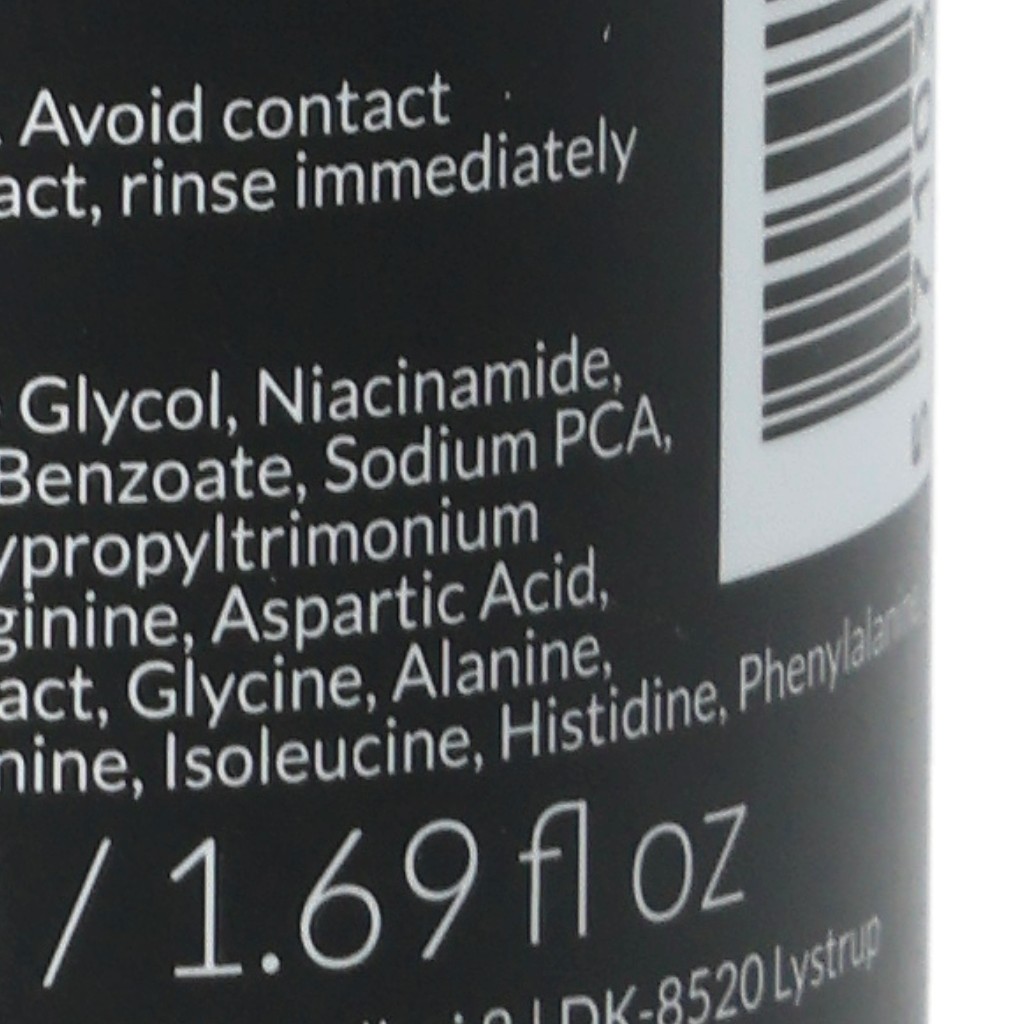 . Avoid contact
act, rinse immediately
Glycol, Niacinamide,
Benzoate, Sodium PCA,
ypropyltrimonium
ginine, Aspartic Acid,
act, Glycine, Alanine,
nine, Isoleucine, Histidine, Phenylalanine
/ 1.69 fl oz
DK-8520 Lystrup